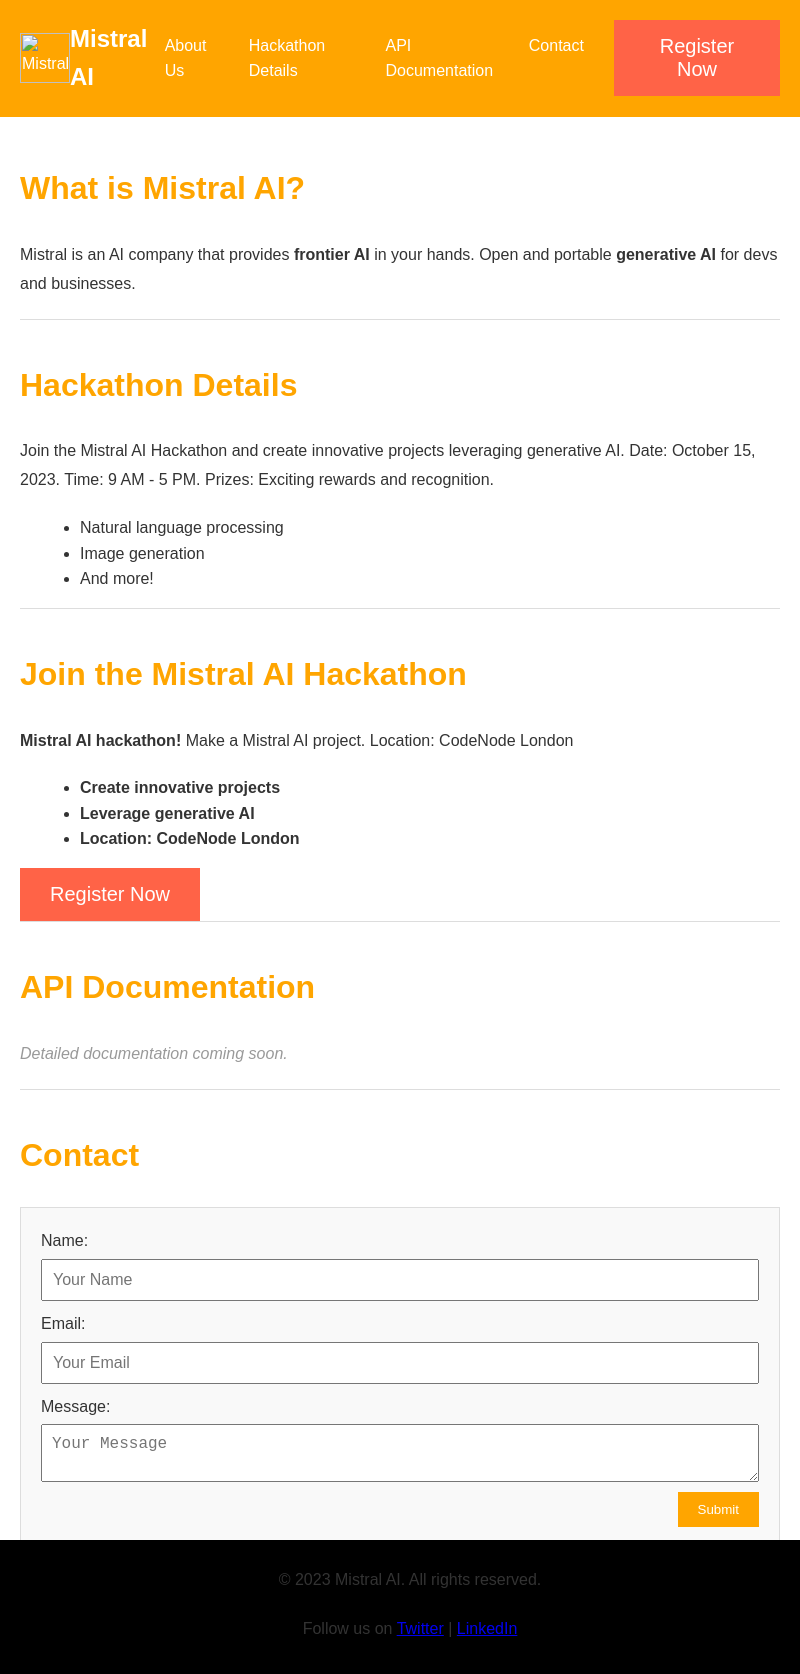 Mistral
Mistral
AI
About
Us
Hackathon
Details
API
Documentation
Contact
Register
Now
What is Mistral AI?
Mistral is an AI company that provides frontier AI in your hands. Open and portable generative AI for devs
and businesses.
Hackathon Details
Join the Mistral AI Hackathon and create innovative projects leveraging generative AI. Date: October 15,
2023. Time: 9 AM - 5 PM. Prizes: Exciting rewards and recognition.
• Natural language processing
• Image generation
• And more!
Join the Mistral AI Hackathon
Mistral AI hackathon! Make a Mistral AI project. Location: CodeNode London
• Create innovative projects
• Leverage generative AI
• Location: CodeNode London
Register Now
API Documentation
Detailed documentation coming soon.
Contact
Name:
Your Name
Email:
Your Email
Message:
Your Message
Submit
© 2023 Mistral AI. All rights reserved.
Follow us on Twitter | LinkedIn